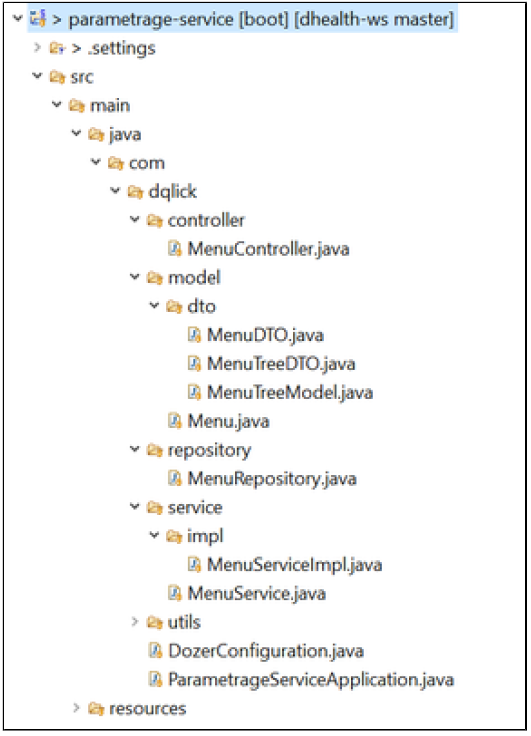 > parametrage-service [boot] [dhealth-ws master]
> .settings
src
main
java
com
dqlick
controller
MenuController.java
model
dto
MenuDTO.java
MenuTreeDTO.java
MenuTreeModel.java
Menu.java
repository
MenuRepository.java
service
impl
MenuServiceImpl.java
MenuService.java
utils
DozerConfiguration.java
ParametrageServiceApplication.java
resources